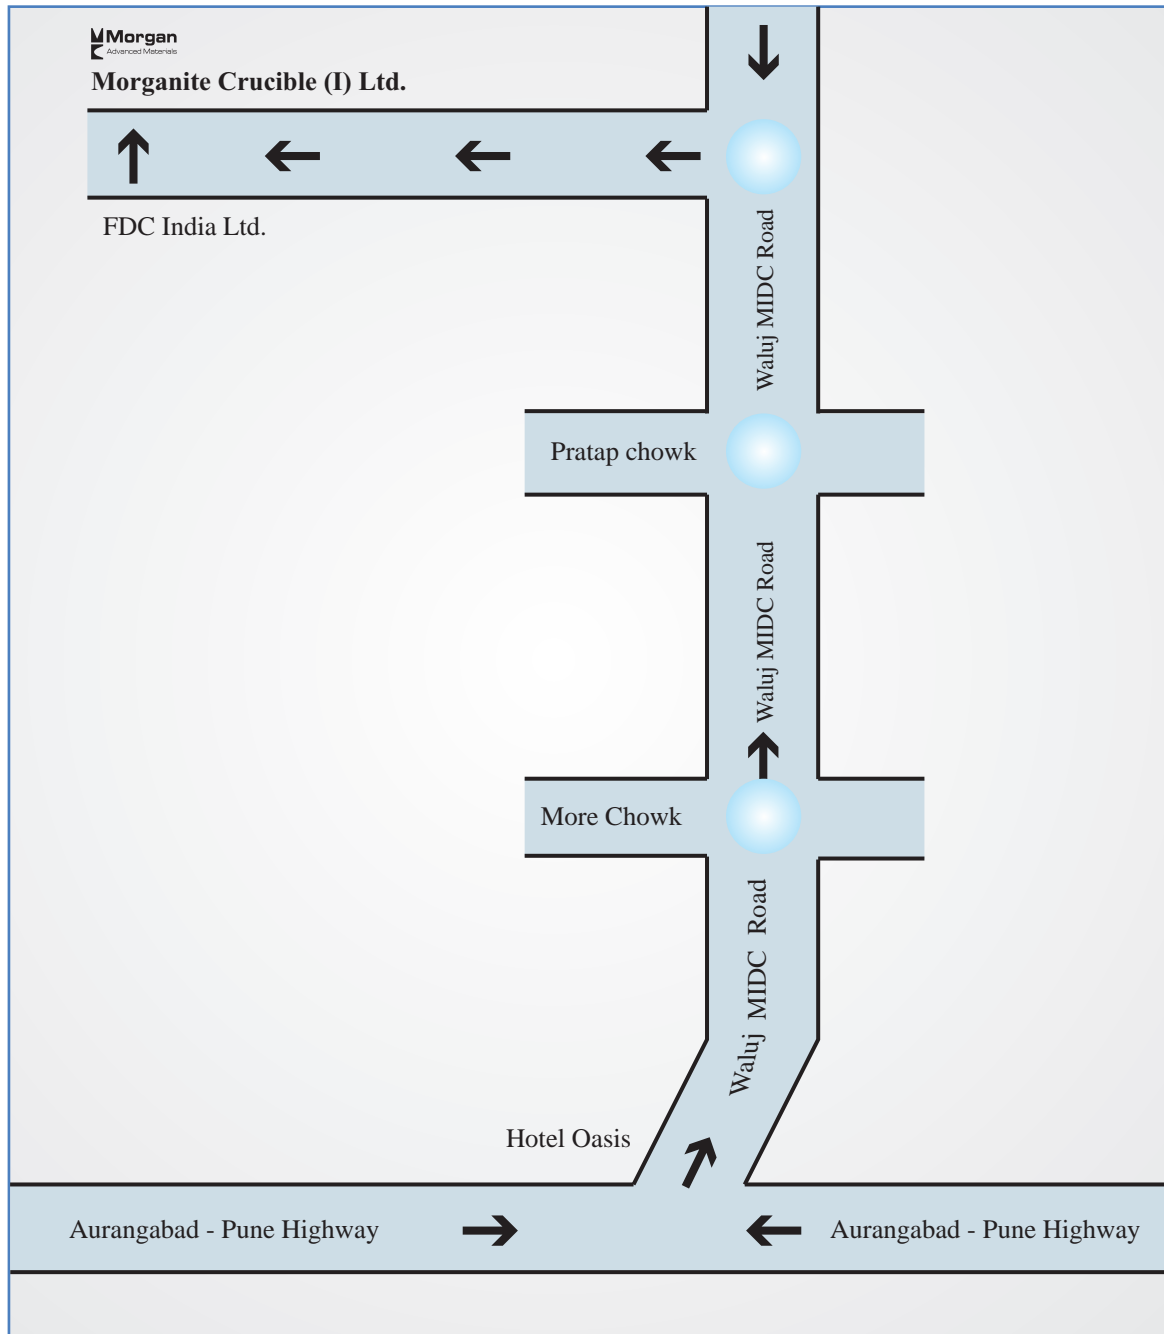 Morgan
Advanced Materials
Morganite Crucible (I) Ltd.
FDC India Ltd.
Waluj MIDC Road
Pratap chowk
Waluj MIDC Road
More Chowk
Waluj MIDC Road
Hotel Oasis
Aurangabad - Pune Highway
Aurangabad - Pune Highway